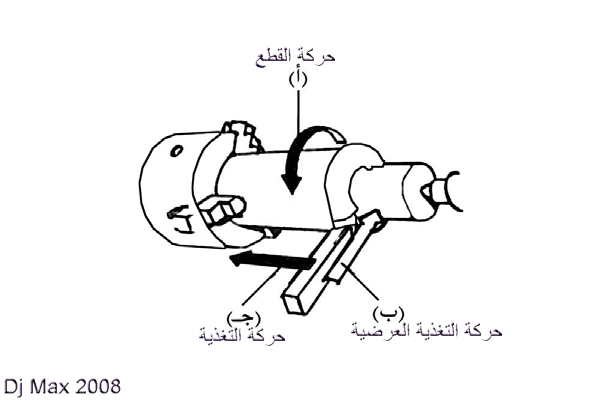 حركة القطع
(أ)
(ب)
حركة التغذية العرضية
(جـ)
حركة التغذية
Dj Max 2008